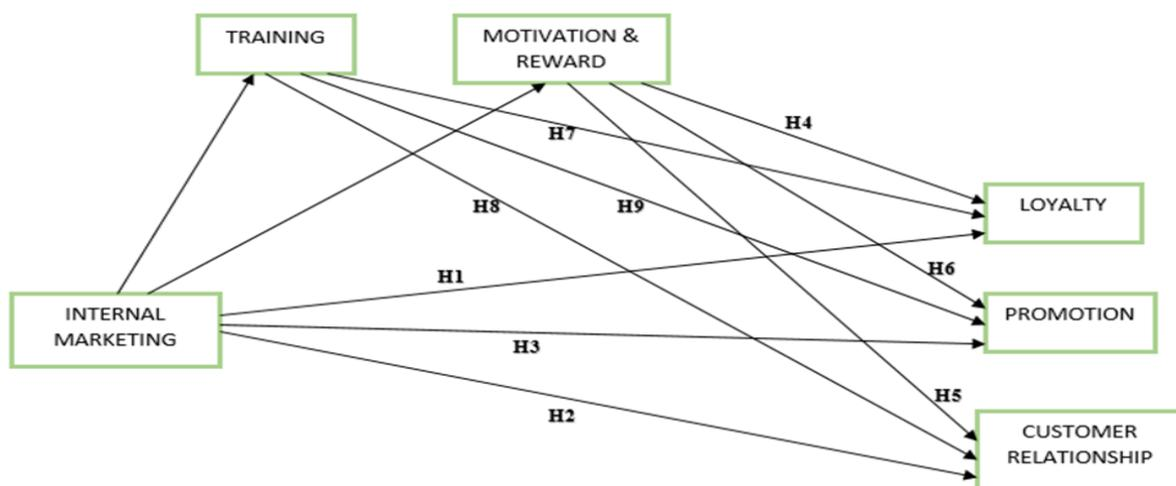 TRAINING
MOTIVATION &
REWARD
H4
H7
LOYALTY
H8
H9
H6
H1
INTERNAL
MARKETING
PROMOTION
H3
H5
H2
CUSTOMER
RELATIONSHIP